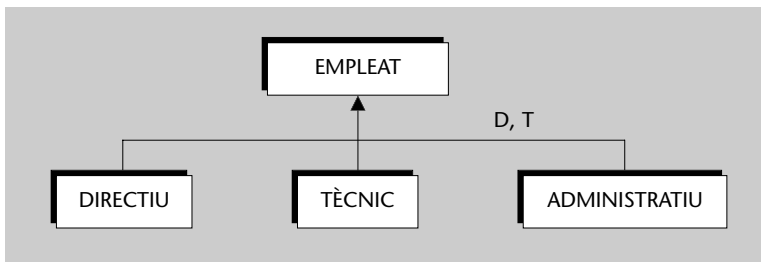 EMPLEAT
D, T
DIRECTIU
TÈCNIC
ADMINISTRATIU